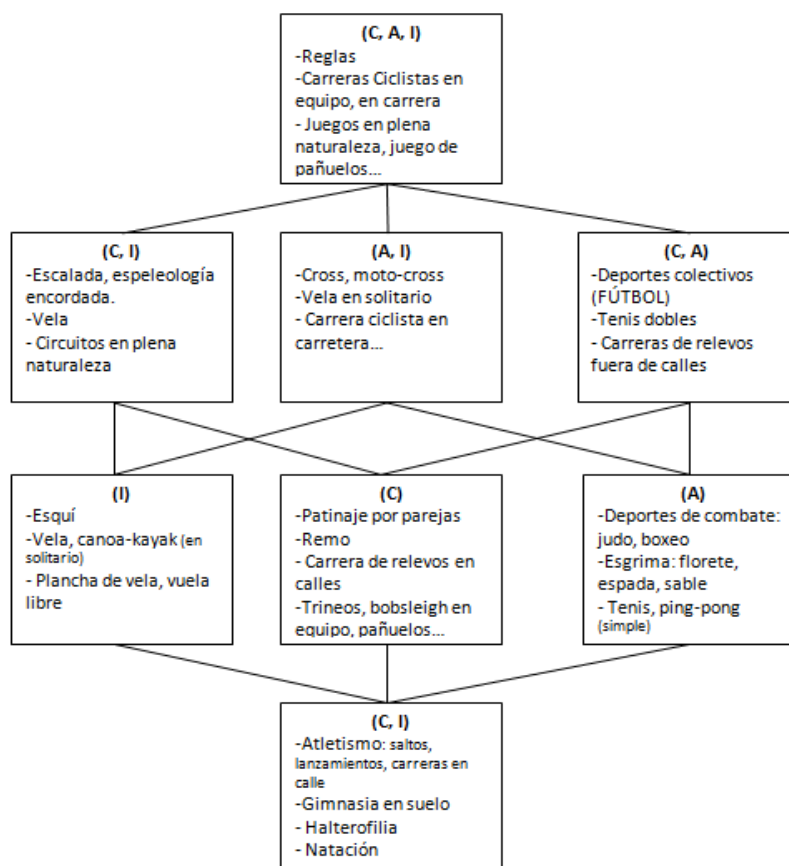 (C, A, I)
-Reglas
-Carreras Ciclistas en
equipo, en carrera
- Juegos en plena
naturaleza, juego de
pañuelos...
(C, I)
-Escalada, espeleología
encordada.
-Vela
- Circuitos en plena
naturaleza
(A, I)
-Cross, moto-cross
-Vela en solitario
- Carrera ciclista en
carretera...
(C, A)
-Deportes colectivos
(FÚTBOL)
-Tenis dobles
- Carreras de relevos
fuera de calles
(I)
-Esquí
-Vela, canoa-kayak (en
solitario)
- Plancha de vela, vuela
libre
(C)
-Patinaje por parejas
-Remo
- Carrera de relevos en
calles
-Trineos, bobsleigh en
equipo, pañuelos...
(A)
-Deportes de combate:
judo, boxeo
-Esgrima: florete,
espada, sable
- Tenis, ping-pong
(simple)
(C, I)
-Atletismo: saltos,
lanzamientos, carreras en
calle
-Gimnasia en suelo
- Halterofilia
- Natación